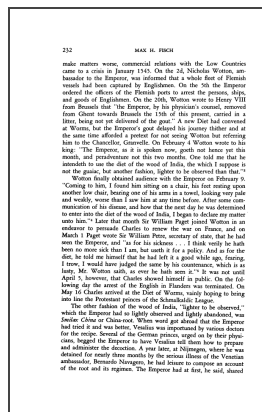 232 MAX H. FISCH
make matters worse, commercial relations with the Low Countries
came to a crisis in January 1545. On the 2d, Nicholas Wotton, am-
bassador to the Emperor, was informed that a whole fleet of Flemish
vessels had been captured by Englishmen. On the 5th the Emperor
ordered the officers of the Flemish ports to arrest the persons, ships,
and goods of Englishmen. On the 20th, Wotton wrote to Henry VIII
from Brussels that "the Emperor, by his physician's counsel, removed
from Ghent towards Brussels the 15th of this present, carried in a
litter, being not yet delivered of the gout." A new Diet had convened
at Worms, but the Emperor's gout delayed his journey thither and at
the same time afforded a pretext for not seeing Wotton but referring
him to the Chancellor, Granvelle. On February 4 Wotton wrote to his
king: "The Emperor, as it is spoken now, goeth not hence yet this
month, and peradventure not this two months. One told me that he
intendeth to use the diet of the wood of India, the which I suppose is
not the guaiac, but another fashion, lighter to be observed than that."
Wotton finally obtained audience with the Emperor on February 9.
"Coming to him, I found him sitting on a chair, his feet resting upon
another low chair, bearing one of his arms in a towel, looking very pale
and weakly, worse than I saw him at any time before. After some com-
munication of his disease, and how that the next day he was determined
to enter into the diet of the wood of India, I began to declare my matter
unto him." Later that month Sir William Paget joined Wotton in an
endeavor to persuade Charles to renew the war on France, and on
March 1 Paget wrote Sir William Petre, secretary of state, that he had
seen the Emperor, and "as for his sickness . . . I think verily he hath
been no more sick than I am, but useth it for a policy. And as for the
diet, he told me himself that he had left it a good while ago, fearing,
I trow, I would have judged the same by his countenance, which is as
lusty, Mr. Wotton saith, as ever he hath seen it." It was not until
April 5, however, that Charles showed himself in public. On the fol-
lowing day the arrest of the English in Flanders was terminated. On
May 16 Charles arrived at the Diet of Worms, vainly hoping to bring
into line the Protestant princes of the Schmalkaldic League.
The other fashion of the wood of India, "lighter to be observed,"
which the Emperor had so lightly observed and lightly abandoned, was
Smilax China or China-root. When word got abroad that the Emperor
had tried it and was better, Vesalius was importuned by various doctors
for the recipe. Several of the German princes, urged on by their physi-
cians, begged the Emperor to have Vesalius tell them how to prepare
and administer the decoction. A year later, at Nijmegen, where he was
detained for nearly three months by the serious illness of the Venetian
ambassador, Bernardo Navagero, he had leisure to compose an account
of the root and its regimen. The Emperor had at first, he said, shared